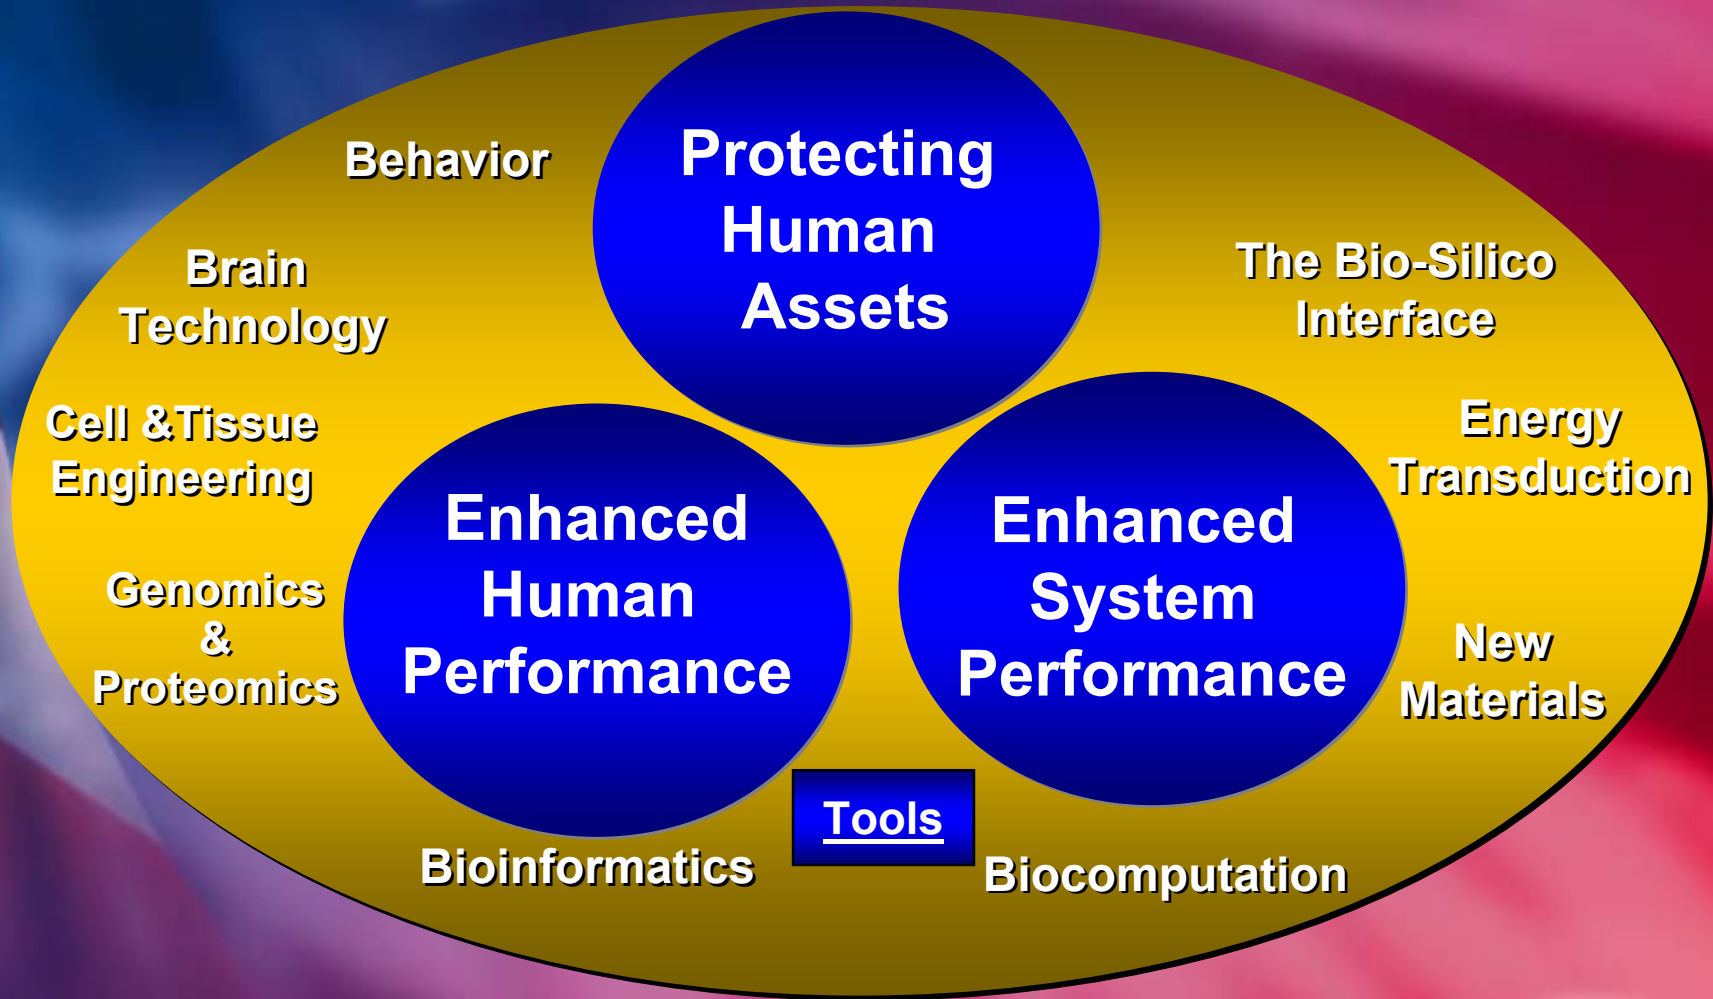 Protecting
Human
Assets
Behavior
Brain
Technology
Cell &Tissue
Engineering
Genomics
&
Proteomics
The Bio-Silico
Interface
Energy
Transduction
New
Materials
Enhanced
Human
Performance
Enhanced
System
Performance
Tools
Bioinformatics
Biocomputation